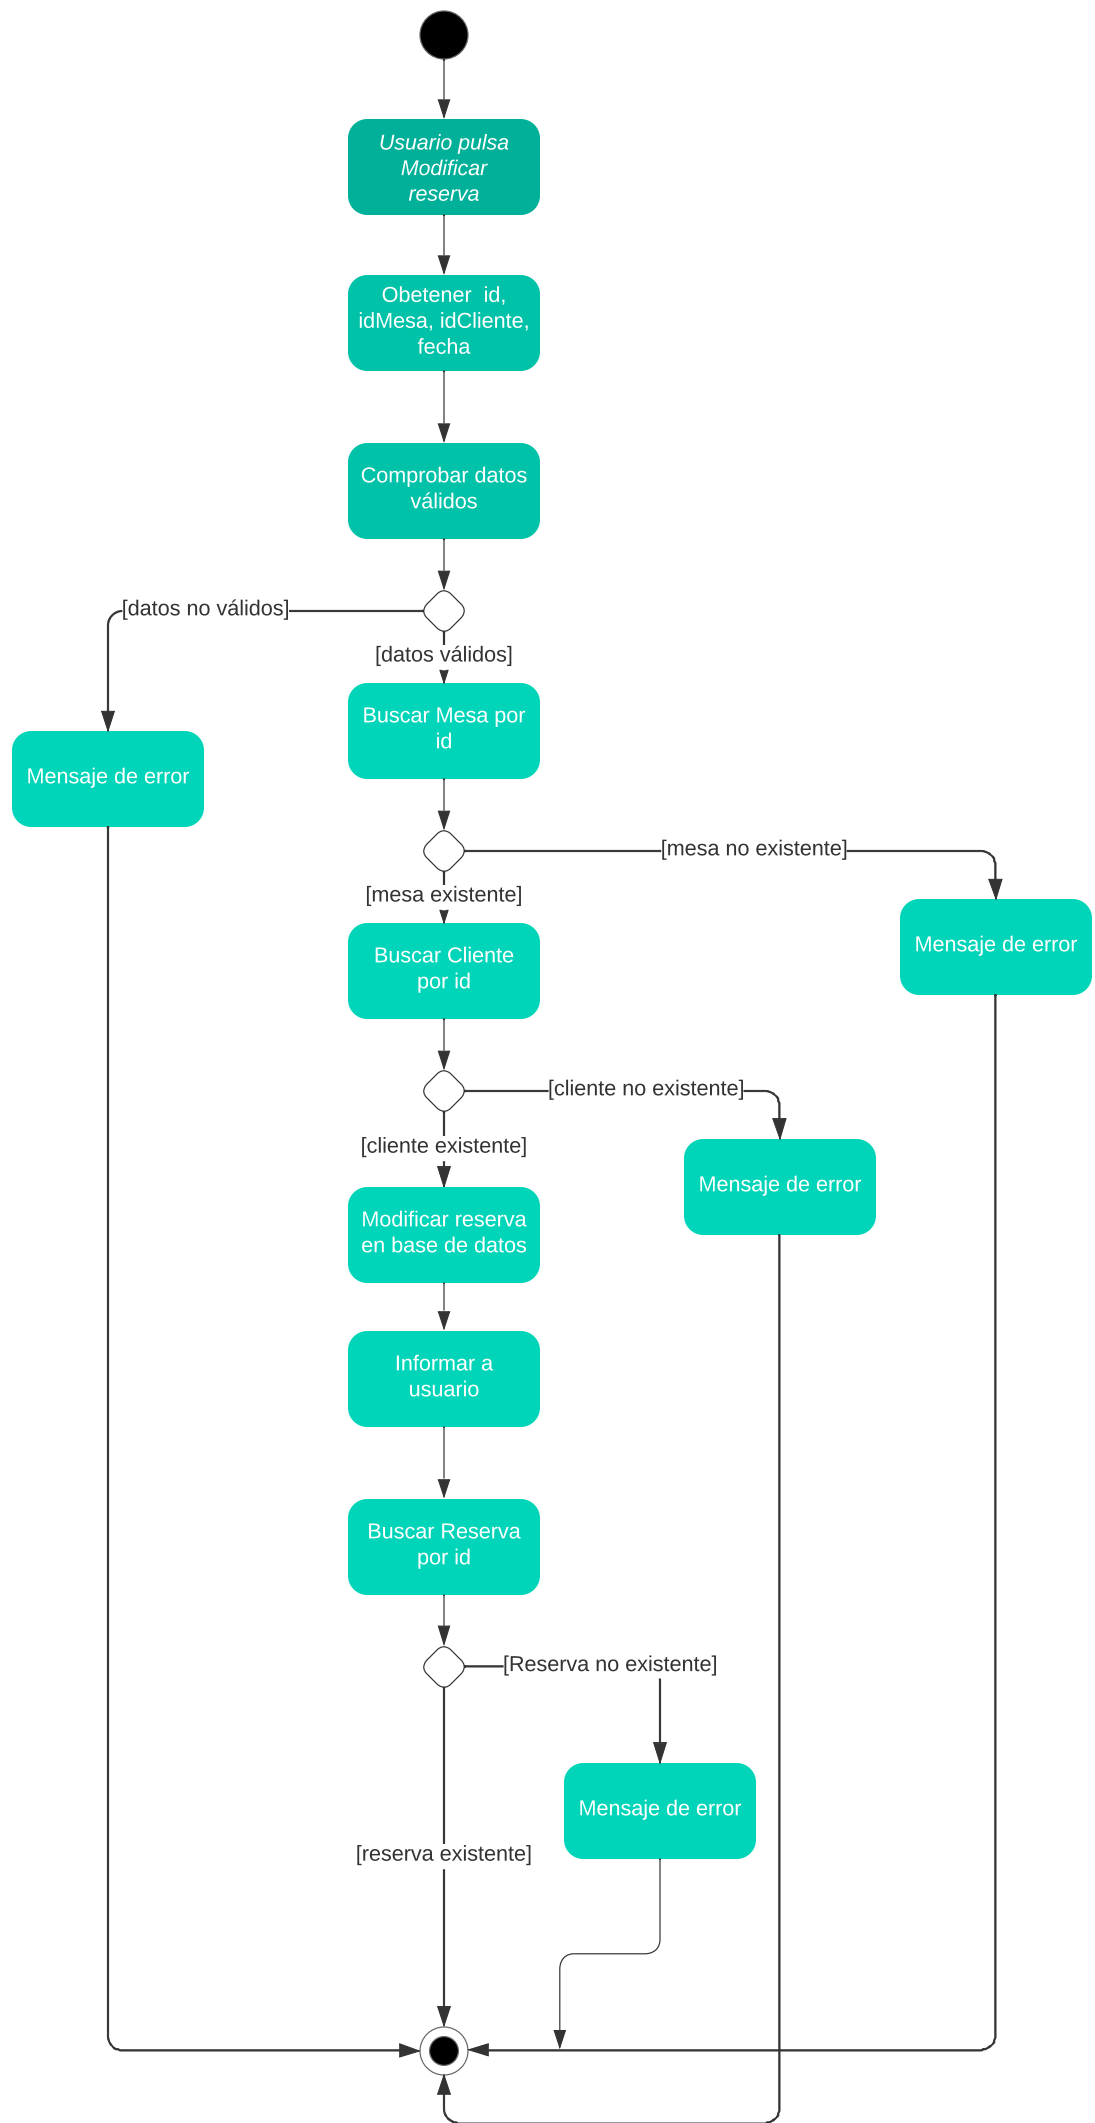 Usuario pulsa
Modificar
reserva
Obetener  id,
idMesa, idCliente,
fecha
Comprobar datos
válidos
[datos no válidos]
[datos válidos]
Buscar Mesa por
id
Mensaje de error
[mesa no existente]
[mesa existente]
Buscar Cliente
por id
Mensaje de error
[cliente no existente]
[cliente existente]
Mensaje de error
Modificar reserva
en base de datos
Informar a
usuario
Buscar Reserva
por id
[Reserva no existente]
Mensaje de error
[reserva existente]